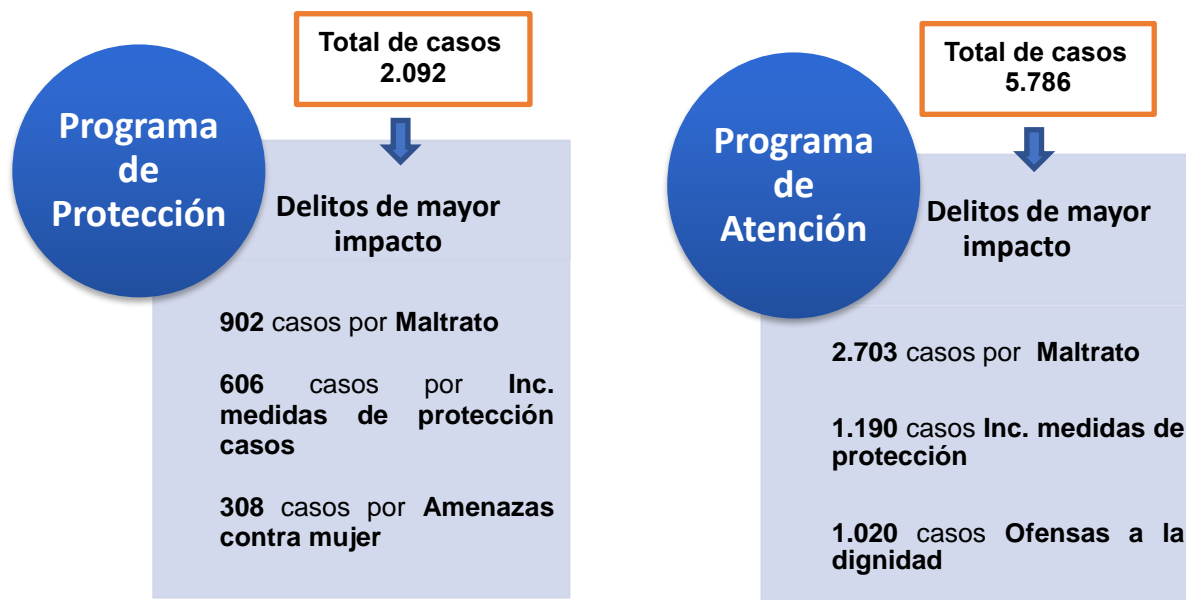 Total de casos
2.092
Programa
de
Protección
Delitos de mayor
impacto
902 casos por Maltrato
606 casos por Inc.
medidas de protección
casos
308 casos por Amenazas
contra mujer
Total de casos
5.786
Programa
de
Atención
Delitos de mayor
impacto
2.703 casos por Maltrato
1.190 casos Inc. medidas de
protección
1.020 casos Ofensas a la
dignidad